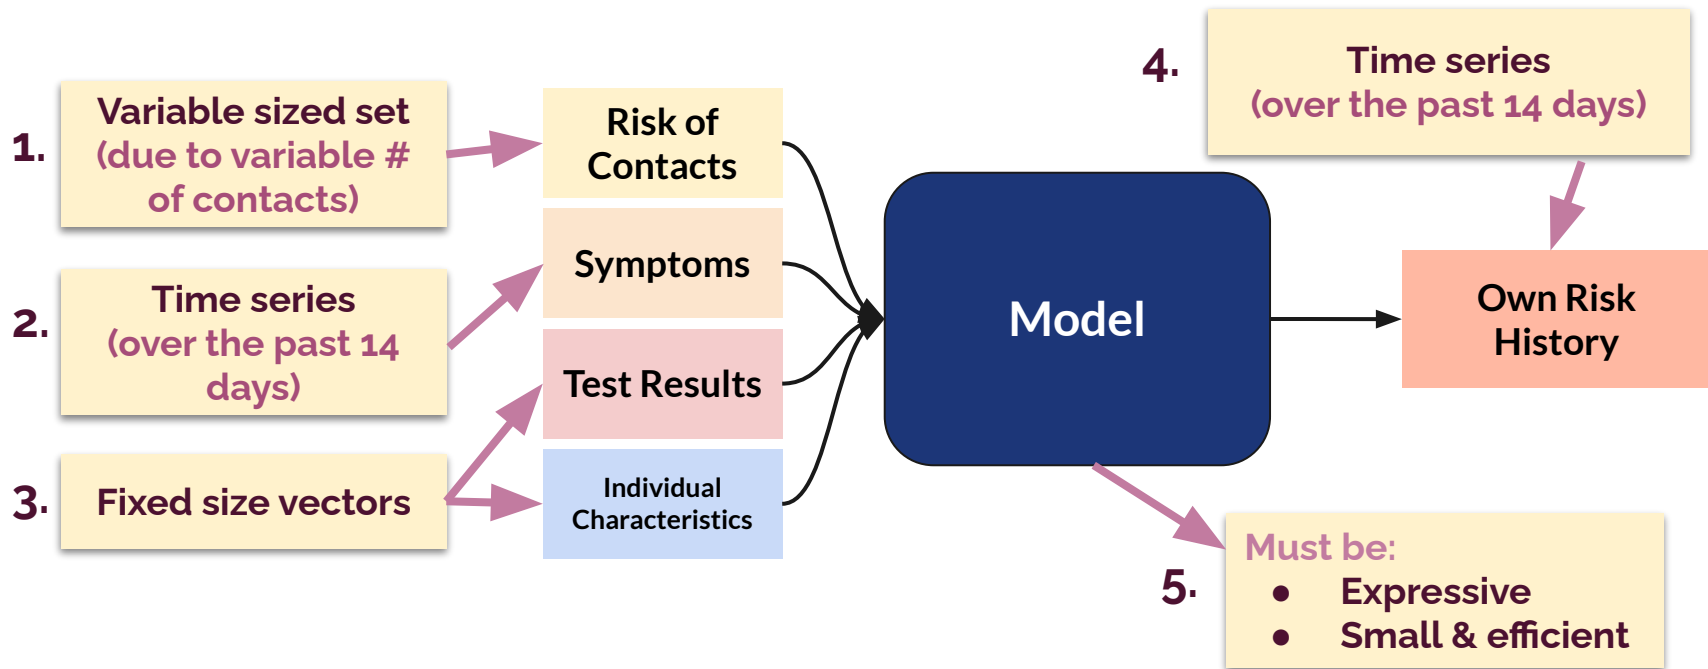 1.
Variable sized set
(due to variable #
of contacts)
2.
Time series
(over the past 14
days)
3.
Fixed size vectors
Risk of
Contacts
Symptoms
Test Results
Individual
Characteristics
Model
4.
Time series
(over the past 14 days)
Own Risk
History
5.
Must be:
● Expressive
● Small & efficient